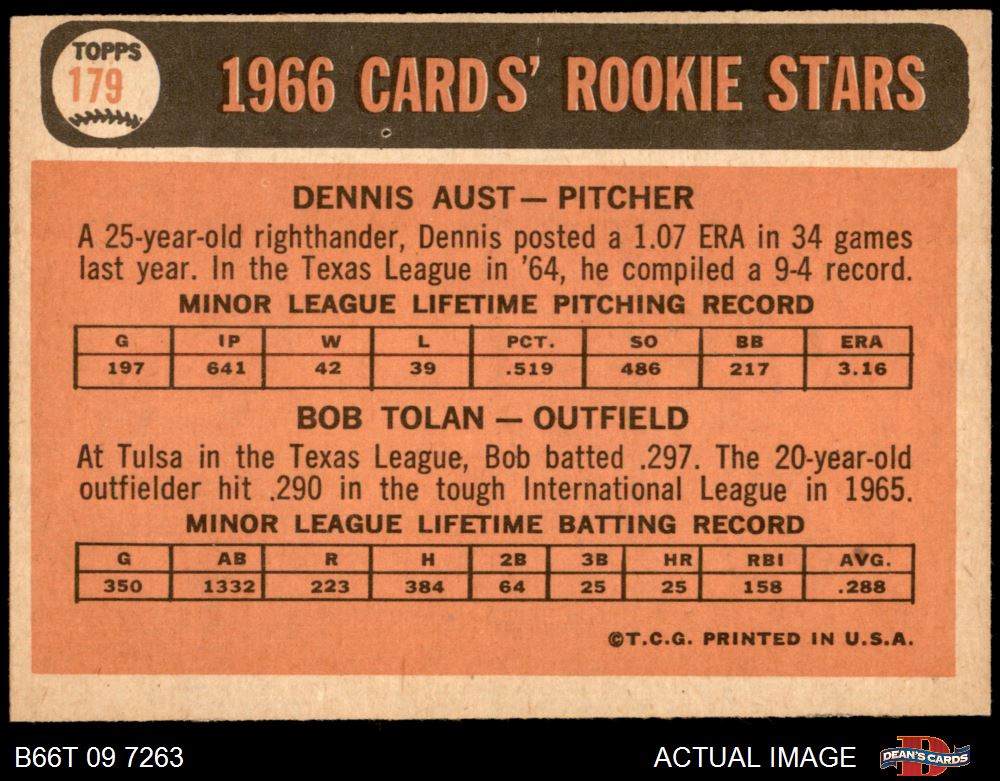 TOPPS
179
1966 CARDS' ROOKIE STARS
DENNIS AUST — PITCHER
A 25-year-old righthander, Dennis posted a 1.07 ERA in 34 games
last year. In the Texas League in '64, he compiled a 9-4 record.
MINOR LEAGUE LIFETIME PITCHING RECORD
G IP W L PCT. SO BB ERA
197 641 42 39 .519 486 217 3.16
BOB TOLAN — OUTFIELD
At Tulsa in the Texas League, Bob batted .297. The 20-year-old
outfielder hit .290 in the tough International League in 1965.
MINOR LEAGUE LIFETIME BATTING RECORD
G AB R H 2B 3B HR RBI AVG.
350 1332 223 384 64 25 25 158 .288
©T.C.G. PRINTED IN U.S.A.
B66T 09 7263 ACTUAL IMAGE DEAN'S CARDS